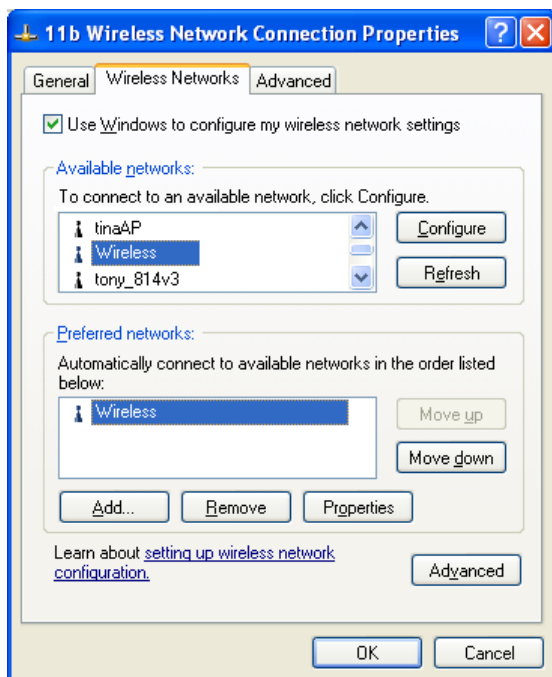 11b Wireless Network Connection Properties
General Wireless Networks Advanced
Use Windows to configure my wireless network settings
Available networks:
To connect to an available network, click Configure.
tinaAP
Wireless
tony_814v3
Configure
Refresh
Preferred networks:
Automatically connect to available networks in the order listed
below:
Wireless
Move up
Move down
Add... Remove Properties
Learn about setting up wireless network
configuration.
Advanced
OK Cancel